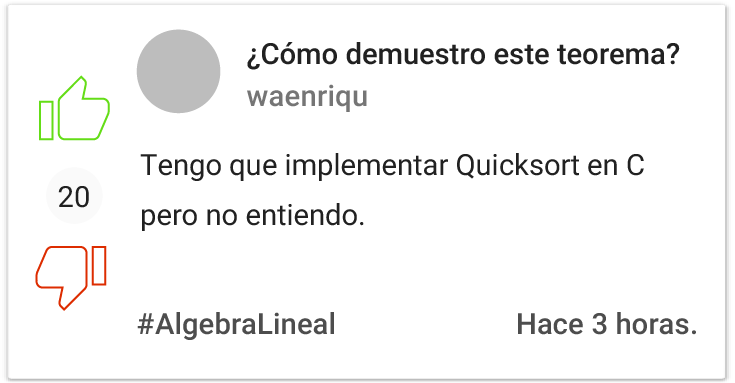 ¿Cómo demuestro este teorema?
waenriqu
Tengo que implementar Quicksort en C
pero no entiendo.
20
#AlgebraLineal
Hace 3 horas.